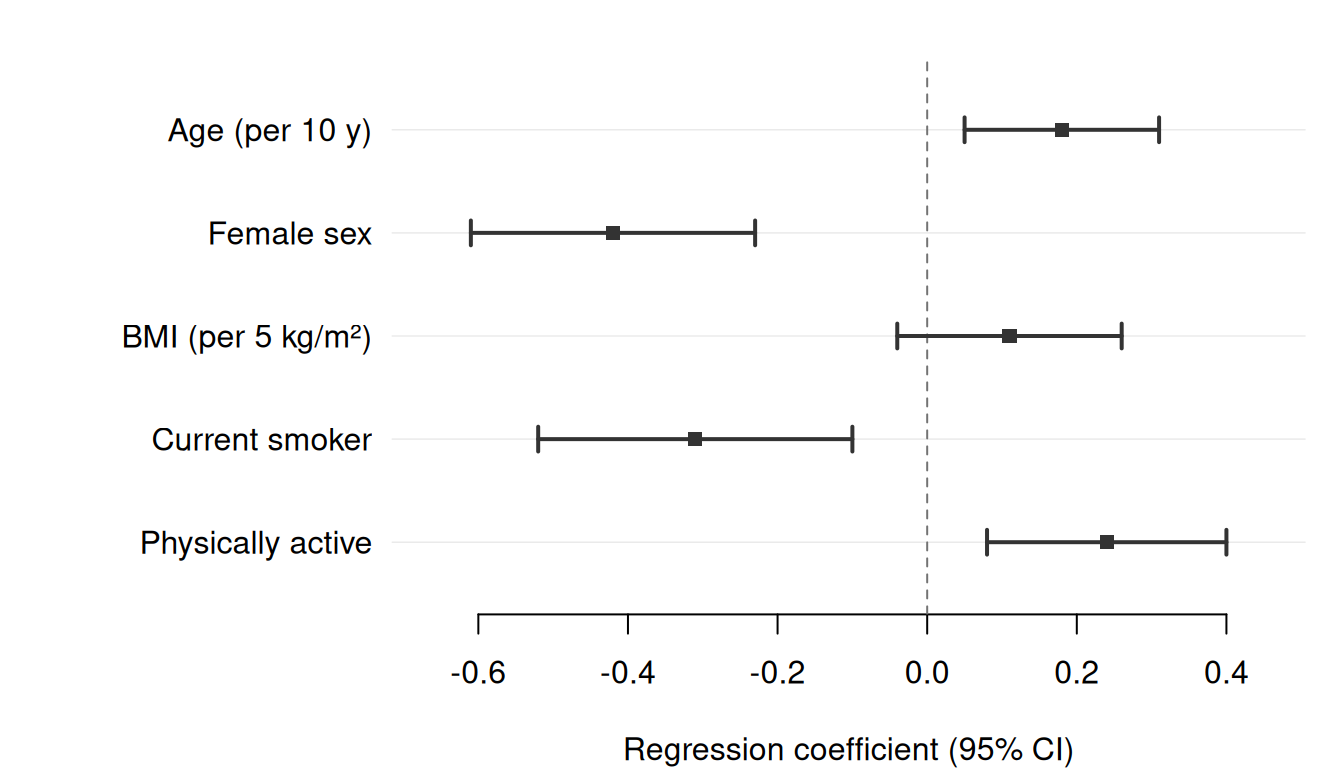 Age (per 10 y)
Female sex
BMI (per 5 kg/m²)
Current smoker
Physically active
-0.6 -0.4 -0.2 0.0 0.2 0.4
Regression coefficient (95% CI)